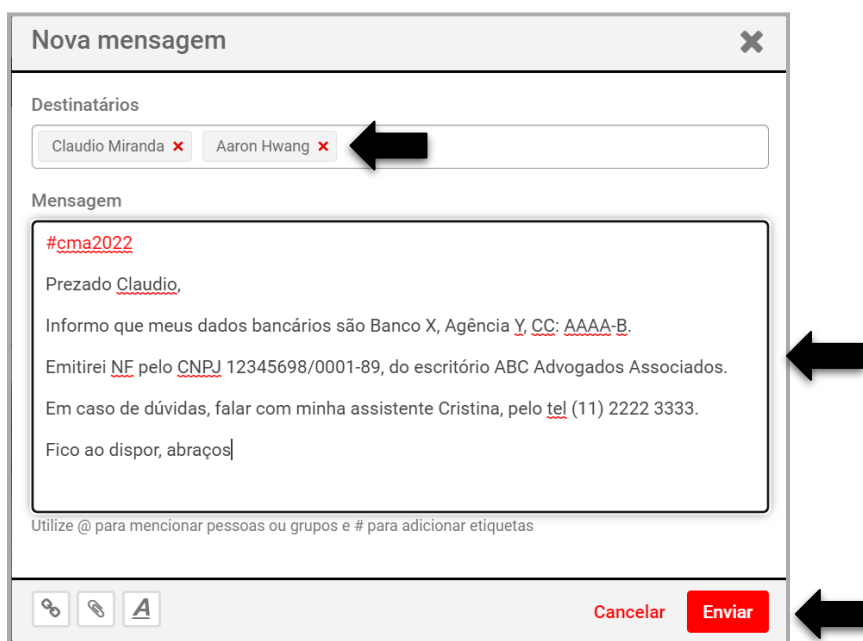 Nova mensagem
Destinatários
Claudio Miranda × Aaron Hwang ×
Mensagem
#cma2022
Prezado Claudio,
Informo que meus dados bancários são Banco X, Agência Y, CC: AAAA-B.
Emitirei NF pelo CNPJ 12345698/0001-89, do escritório ABC Advogados Associados.
Em caso de dúvidas, falar com minha assistente Cristina, pelo tel (11) 2222 3333.
Fico ao dispor, abraços
Utilize @ para mencionar pessoas ou grupos e # para adicionar etiquetas
A Cancelar Enviar